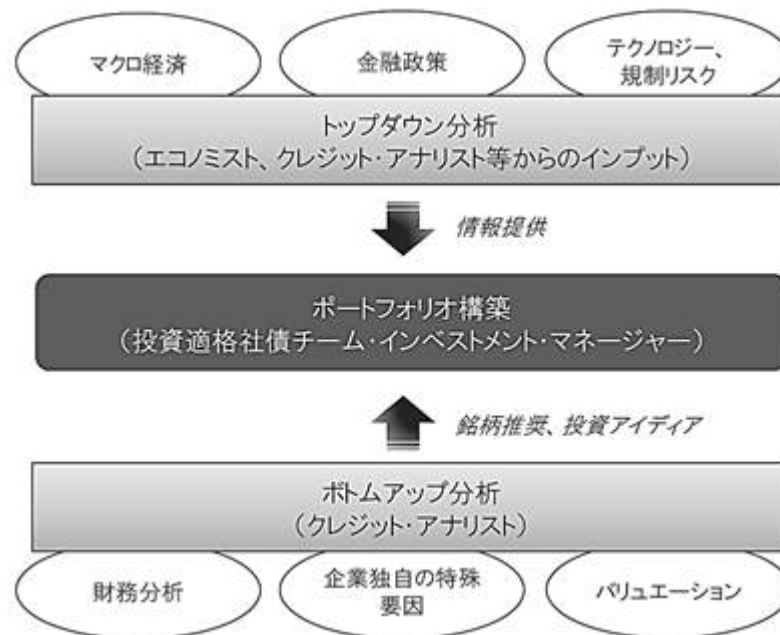 マクロ経済
金融政策
テクノロジー、
規制リスク
トップダウン分析
（エコノミスト、クレジット・アナリスト等からのインプット）
情報提供
ポートフォリオ構築
（投資適格社債チーム・インベストメント・マネージャー）
銘柄推奨、投資アイディア
ボトムアップ分析
（クレジット・アナリスト）
財務分析
企業独自の特殊
要因
バリュエーション